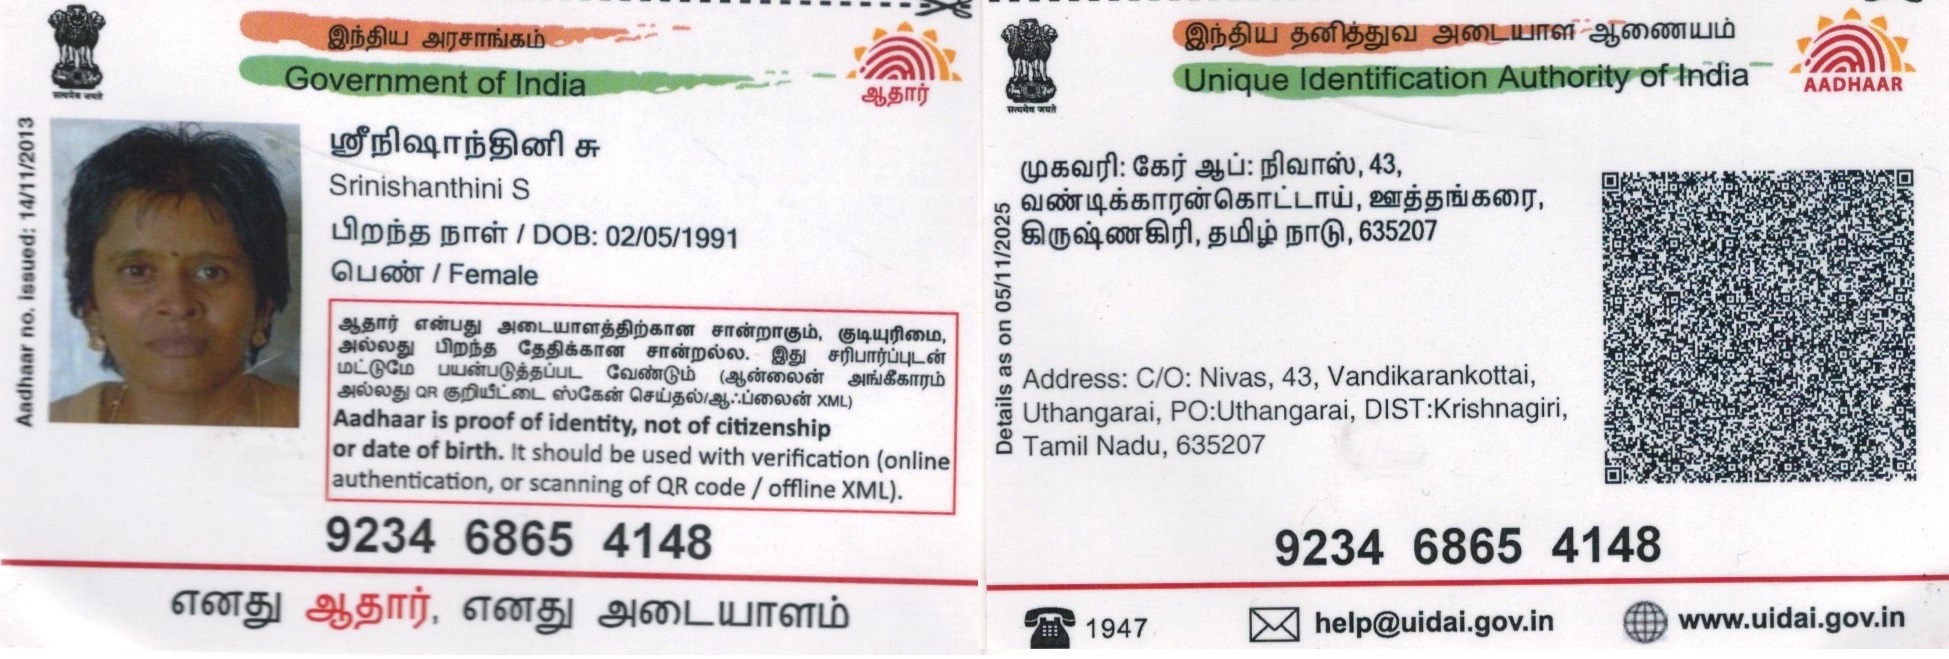 இந்திய அரசாங்கம்
Government of India
ஆதார்
सत्यमेव जयते
Aadhaar no. issued: 14/11/2013
ஸ்ரீநிஷாந்தினி சு
Srinishanthini S
பிறந்த நாள் / DOB: 02/05/1991
பெண் / Female
ஆதார் என்பது அடையாளத்திற்கான சான்றாகும், குடியுரிமை,
அல்லது பிறந்த தேதிக்கான சான்றல்ல. இது சரிபார்ப்புடன்
மட்டுமே பயன்படுத்தப்பட வேண்டும் (ஆன்லைன் அங்கீகாரம்
அல்லது QR குறியீட்டை ஸ்கேன் செய்தல்/ஆஃப்லைன் XML)
Aadhaar is proof of identity, not of citizenship
or date of birth. It should be used with verification (online
authentication, or scanning of QR code / offline XML).
9234 6865 4148
எனது ஆதார், எனது அடையாளம்
இந்திய தனித்துவ அடையாள ஆணையம்
Unique Identification Authority of India
AADHAAR
सत्यमेव जयते
Details as on 05/11/2025
முகவரி: கேர் ஆப்: நிவாஸ், 43,
வண்டிக்காரன்கொட்டாய், ஊத்தங்கரை,
கிருஷ்ணகிரி, தமிழ் நாடு, 635207
Address: C/O: Nivas, 43, Vandikarankottai,
Uthangarai, PO:Uthangarai, DIST:Krishnagiri,
Tamil Nadu, 635207
9234 6865 4148
1947
help@uidai.gov.in
www.uidai.gov.in